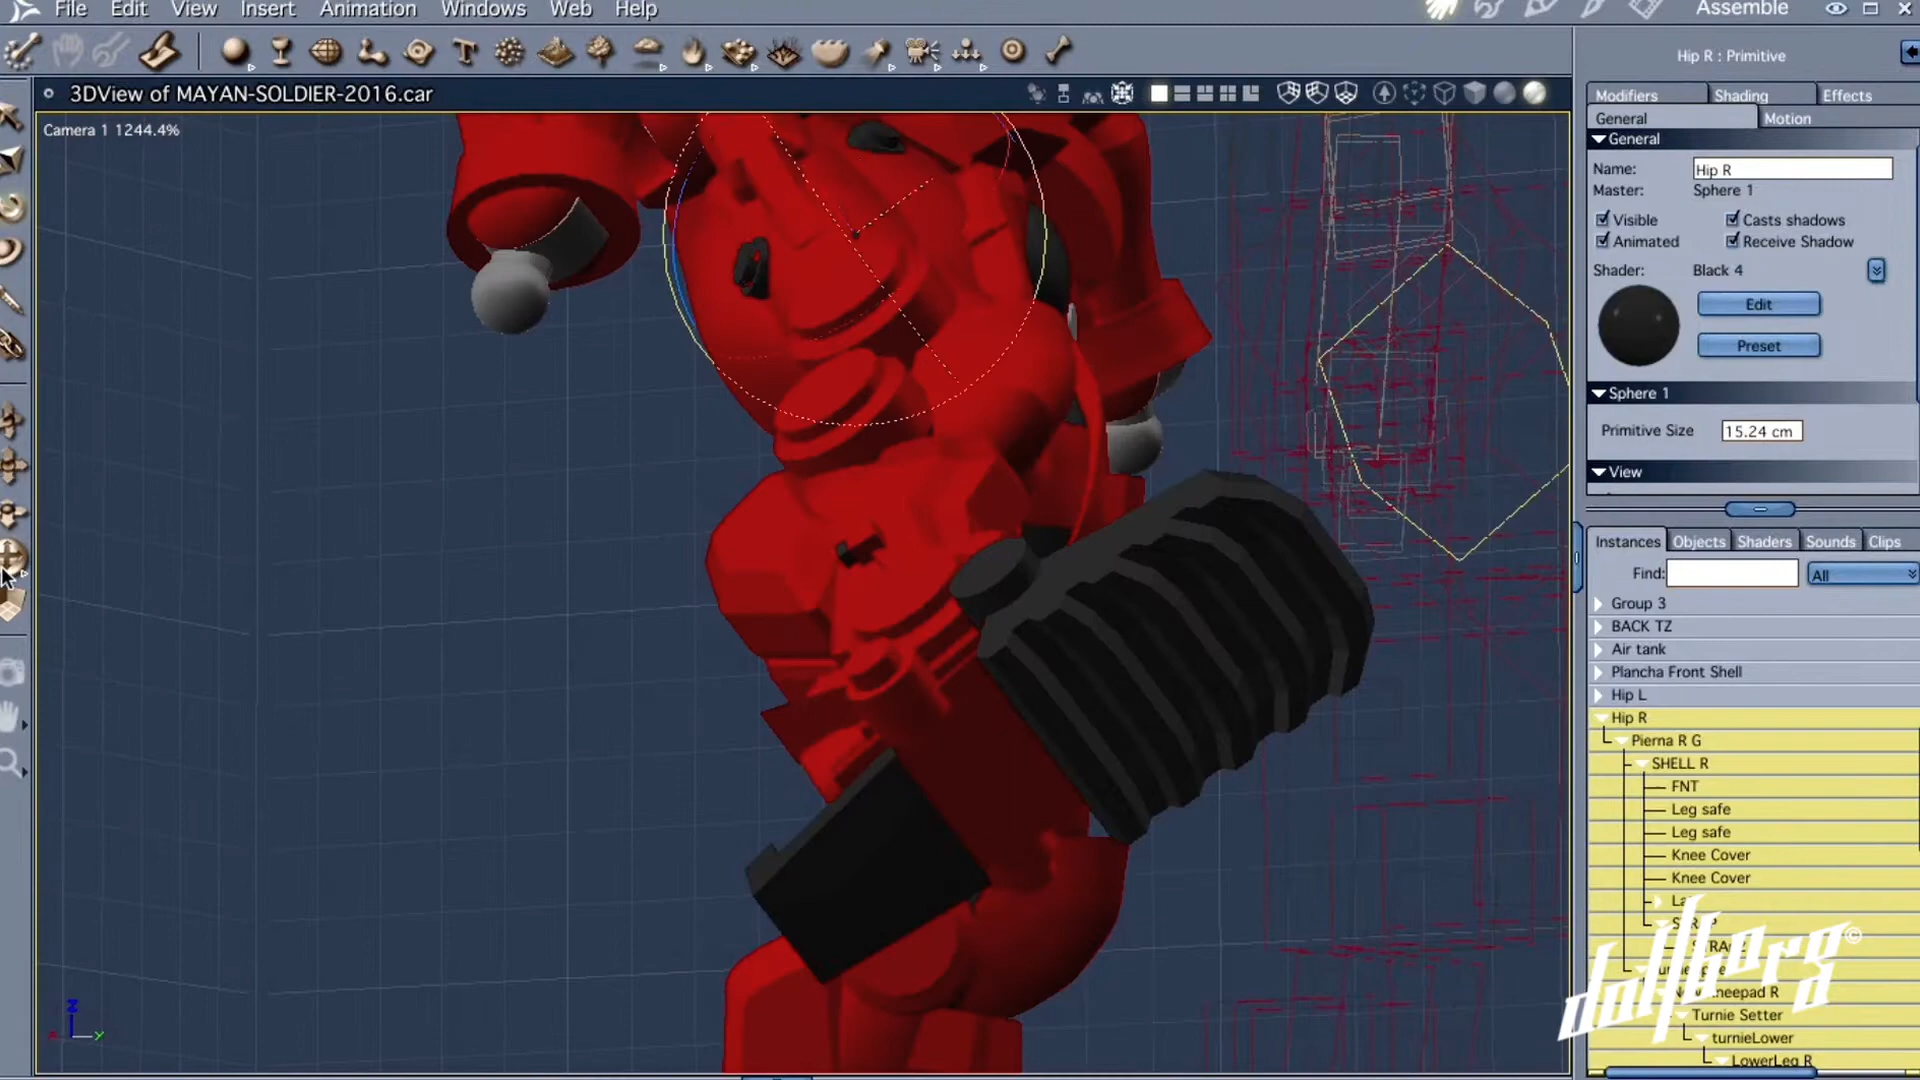 File Edit View Insert Animation Windows Web Help
Assemble
3DView of MAYAN-SOLDIER-2016.car
Camera 1 1244.4%
Z
Y
Hip R : Primitive
Modifiers Shading Effects
General Motion
General
Name: Hip R
Master: Sphere 1
Visible Casts shadows
Animated Receive Shadow
Shader: Black 4
Edit
Preset
Sphere 1
Primitive Size 15.24 cm
View
Instances Objects Shaders Sounds Clips
Find: All
Group 3
BACK TZ
Air tank
Plancha Front Shell
Hip L
Hip R
Pierna R G
SHELL R
FNT
Leg safe
Leg safe
Knee Cover
Knee Cover
Turnie Setter
turnieLower
LowerLeg R